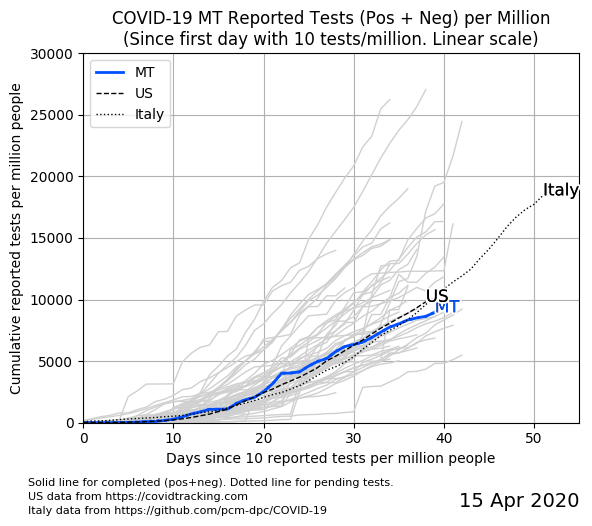 COVID-19 MT Reported Tests (Pos + Neg) per Million
(Since first day with 10 tests/million. Linear scale)
Cumulative reported tests per million people
30000
25000
20000
15000
10000
5000
0
MT
US
Italy
Italy
US
MT
0 10 20 30 40 50
Days since 10 reported tests per million people
Solid line for completed (pos+neg). Dotted line for pending tests.
US data from https://covidtracking.com
Italy data from https://github.com/pcm-dpc/COVID-19
15 Apr 2020